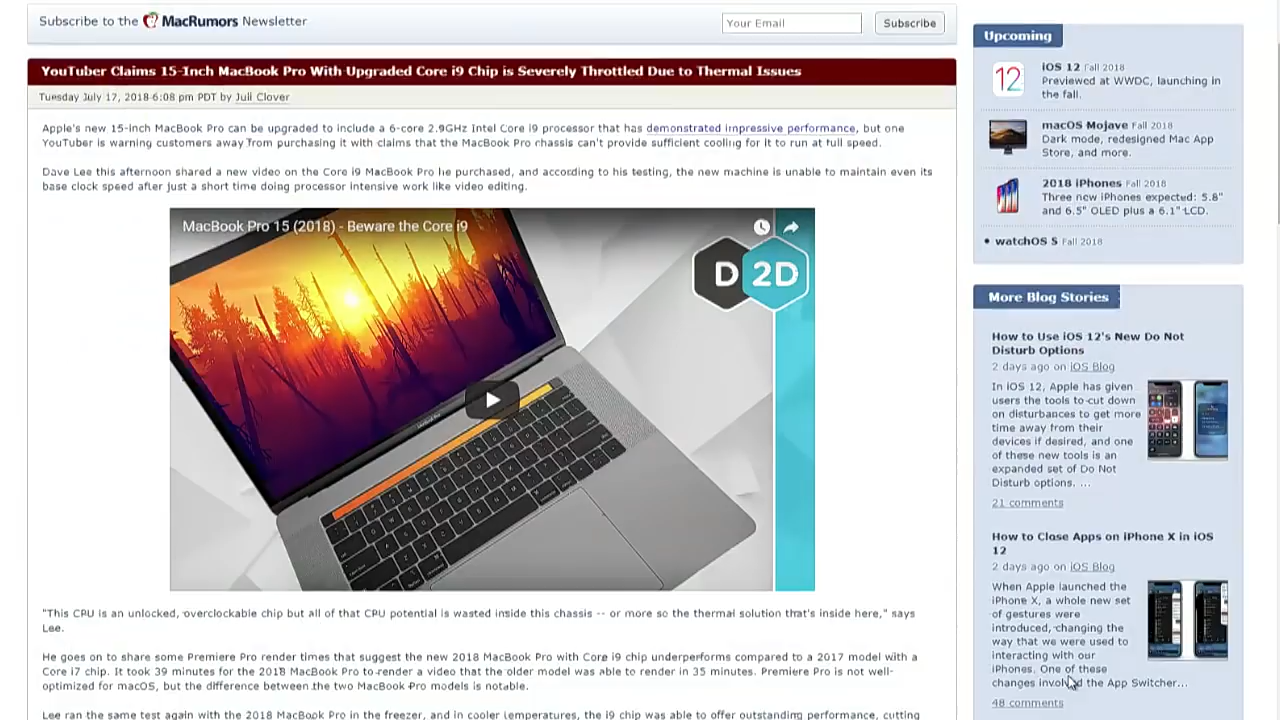 Subscribe to the MacRumors Newsletter
Your Email
Subscribe
YouTuber Claims 15-Inch MacBook Pro With Upgraded Core i9 Chip is Severely Throttled Due to Thermal Issues
Tuesday July 17, 2018 6:08 pm PDT by Juli Clover
Apple's new 15-inch MacBook Pro can be upgraded to include a 6-core 2.9GHz Intel Core i9 processor that has demonstrated impressive performance, but one
YouTuber is warning customers away from purchasing it with claims that the MacBook Pro chassis can't provide sufficient cooling for it to run at full speed.
Dave Lee this afternoon shared a new video on the Core i9 MacBook Pro he purchased, and according to his testing, the new machine is unable to maintain even its
base clock speed after just a short time doing processor intensive work like video editing.
MacBook Pro 15 (2018) - Beware the Core i9
D 2D
"This CPU is an unlocked, overclockable chip but all of that CPU potential is wasted inside this chassis -- or more so the thermal solution that's inside here," says
Lee.
He goes on to share some Premiere Pro render times that suggest the new 2018 MacBook Pro with Core i9 chip underperforms compared to a 2017 model with a
Core i7 chip. It took 39 minutes for the 2018 MacBook Pro to render a video that the older model was able to render in 35 minutes. Premiere Pro is not well-
optimized for macOS, but the difference between the two MacBook Pro models is notable.
Lee ran the same test again with the 2018 MacBook Pro in the freezer, and in cooler temperatures, the i9 chip was able to offer outstanding performance, cutting
Upcoming
12
iOS 12 Fall 2018
Previewed at WWDC, launching in
the fall.
macOS Mojave Fall 2018
Dark mode, redesigned Mac App
Store, and more.
2018 iPhones Fall 2018
Three new iPhones expected: 5.8"
and 6.5" OLED plus a 6.1" LCD.
• watchOS 5 Fall 2018
More Blog Stories
How to Use iOS 12's New Do Not
Disturb Options
2 days ago on iOS Blog
In iOS 12, Apple has given
users the tools to cut down
on disturbances to get more
time away from their
devices if desired, and one
of these new tools is an
expanded set of Do Not
Disturb options. ...
21 comments
How to Close Apps on iPhone X in iOS
12
2 days ago on iOS Blog
When Apple launched the
iPhone X, a whole new set
of gestures were
introduced, changing the
way that we were used to
interacting with our
iPhones. One of these
changes involved the App Switcher...
48 comments